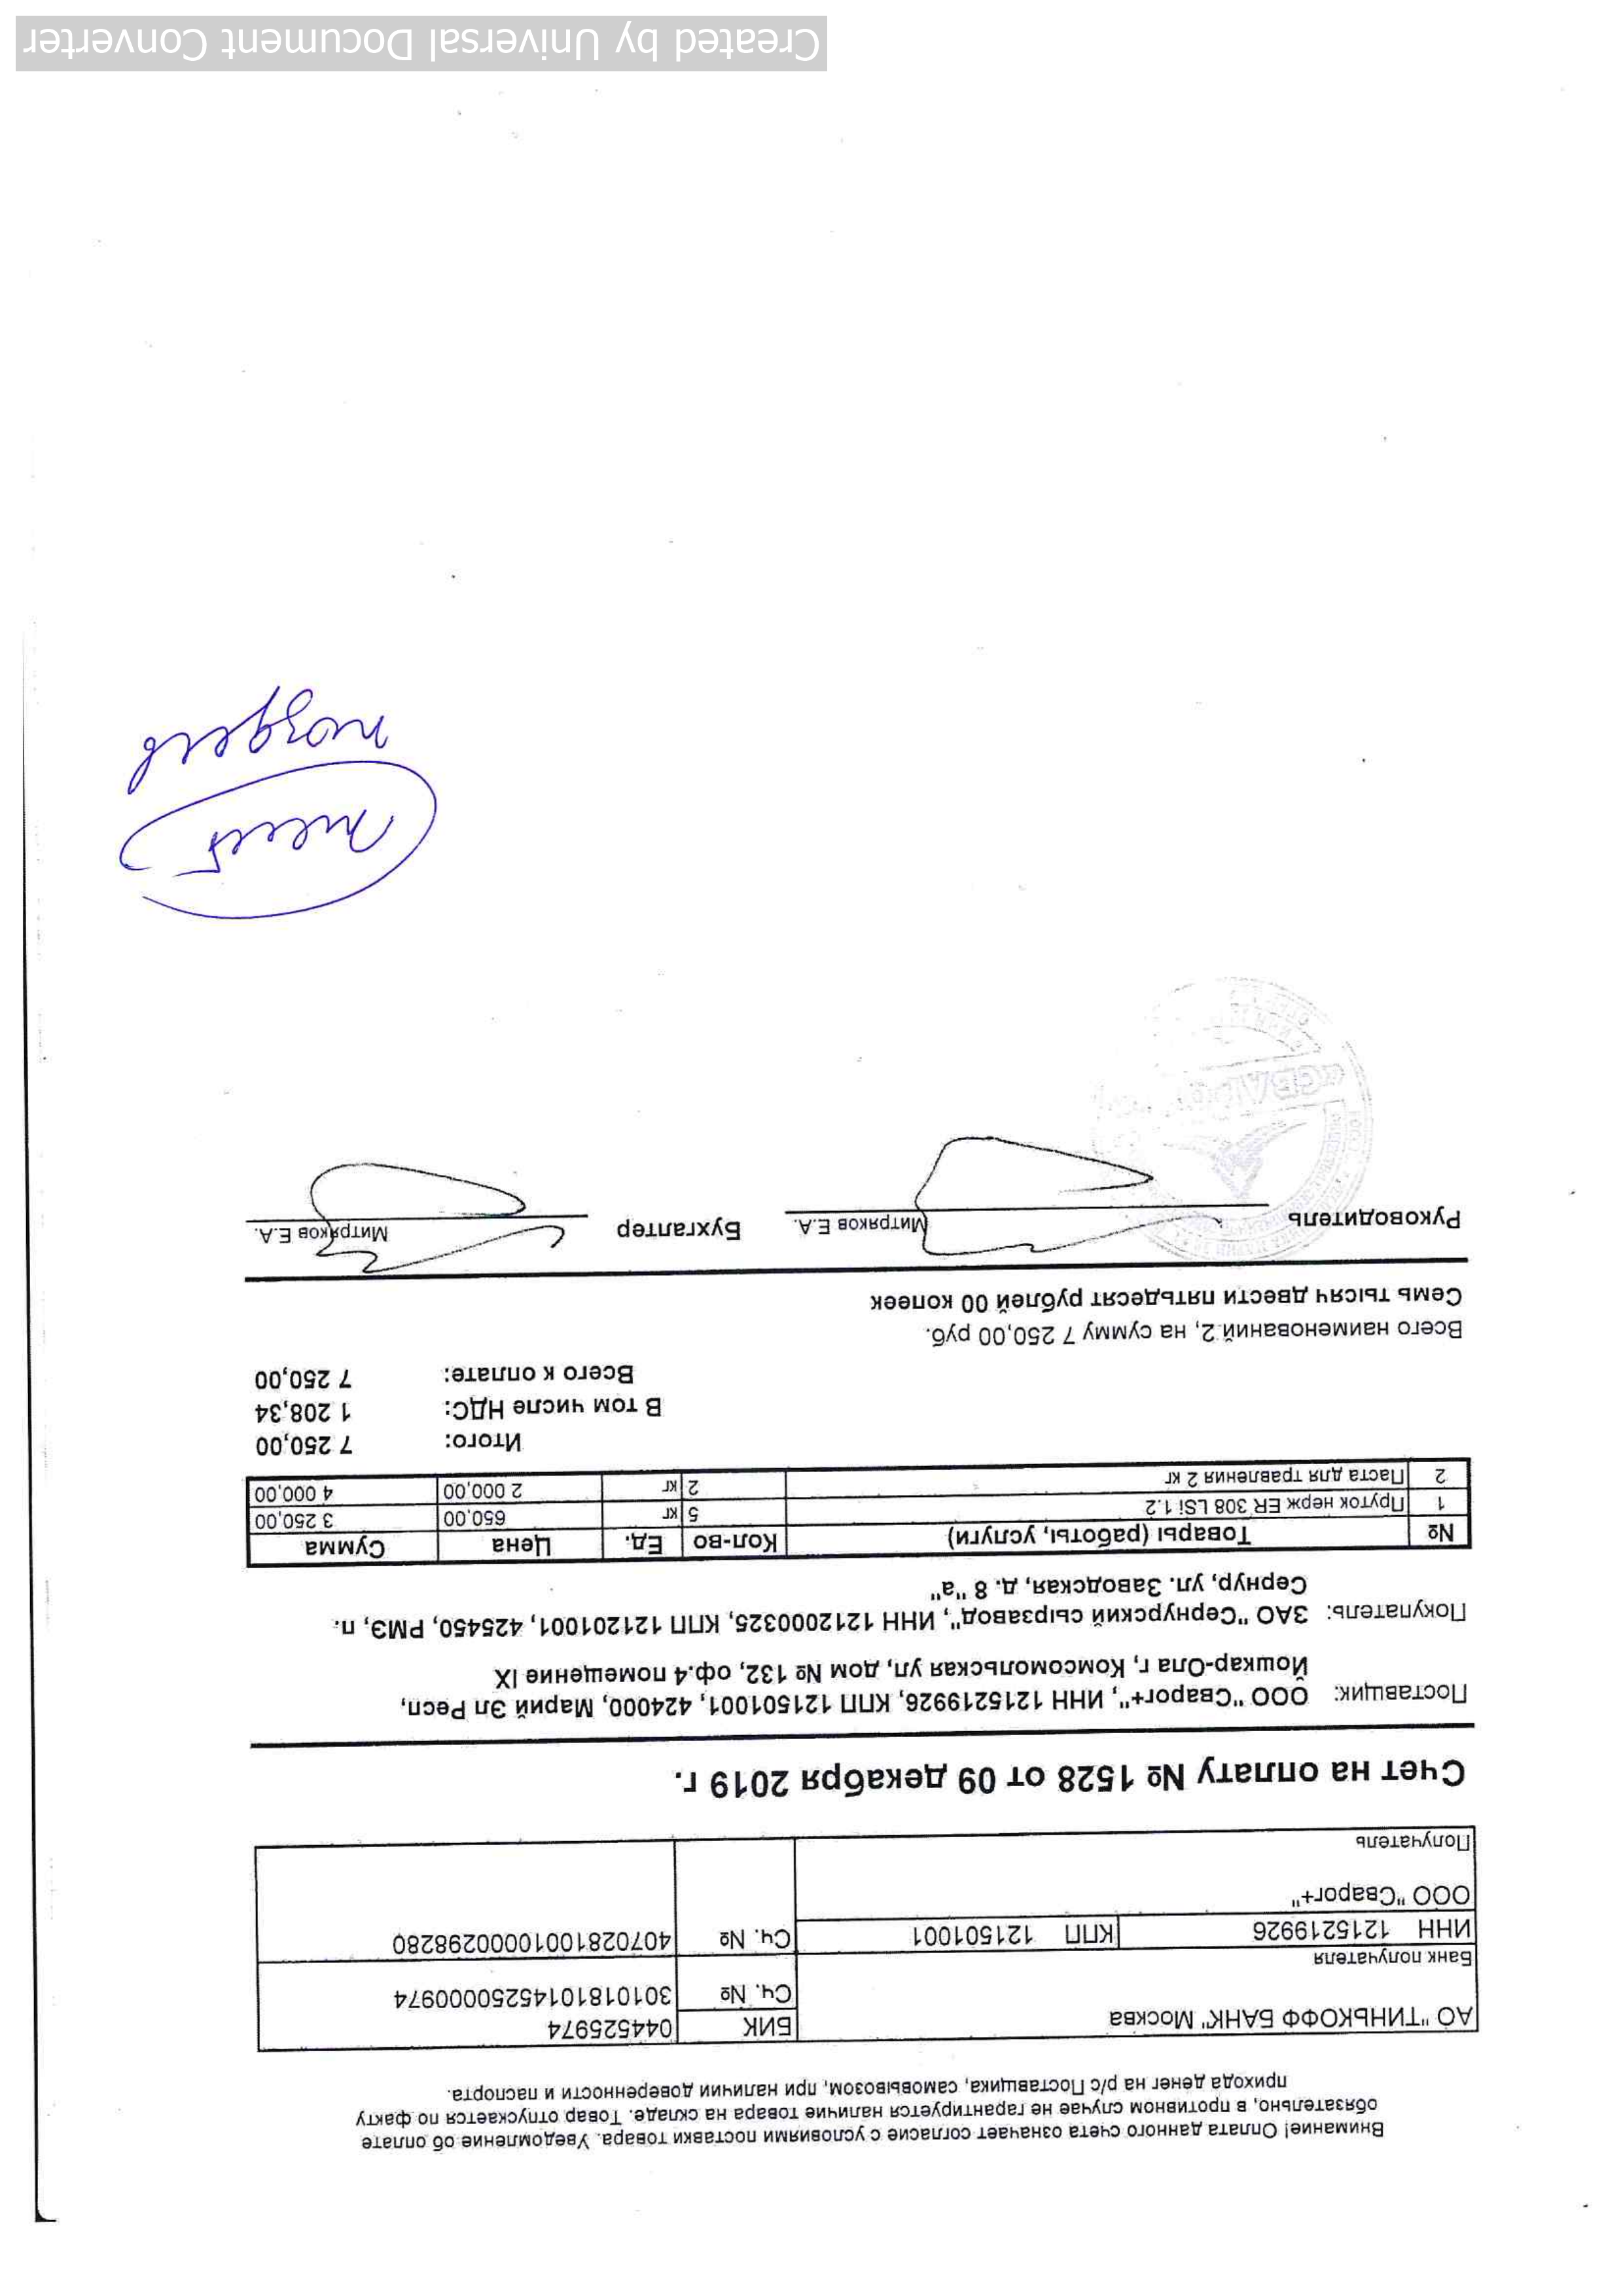 Внимание! Оплата данного счета означает согласие с условиями поставки товара. Уведомление об оплате
обязательно, в противном случае не гарантируется наличие товара на складе. Товар отпускается по факту
прихода денег на р/с Поставщика, самовывозом, при наличии доверенности и паспорта.
АО "ТИНЬКОФФ БАНК" Москва БИК 044525974
Сч. № 30101810145250000974
Банк получателя
ИНН 1215219926 КПП 121501001 Сч. № 40702810010000298280
ООО "Сварог+"
Получатель
Счет на оплату № 1528 от 09 декабря 2019 г.
Поставщик: ООО "Сварог+", ИНН 1215219926, КПП 121501001, 424000, Марий Эл Респ,
Йошкар-Ола г, Комсомольская ул, дом № 132, оф.4 помещение IX
Покупатель: ЗАО "Сернурский сырзавод", ИНН 1212000325, КПП 121201001, 425450, РМЭ, п.
Сернур, ул. Заводская, д. 8 "а"
№ Товары (работы, услуги) Кол-во Ед. Цена Сумма
1 Пруток нерж ER 308 LSi 1.2 5 кг 650,00 3 250,00
2 Паста для травления 2 кг 2 кг 2 000,00 4 000,00
Итого: 7 250,00
В том числе НДС: 1 208,34
Всего к оплате: 7 250,00
Всего наименований 2, на сумму 7 250,00 руб.
Семь тысяч двести пятьдесят рублей 00 копеек
Руководитель Митряков Е.А. Бухгалтер Митряков Е.А.
Created by Universal Document Converter